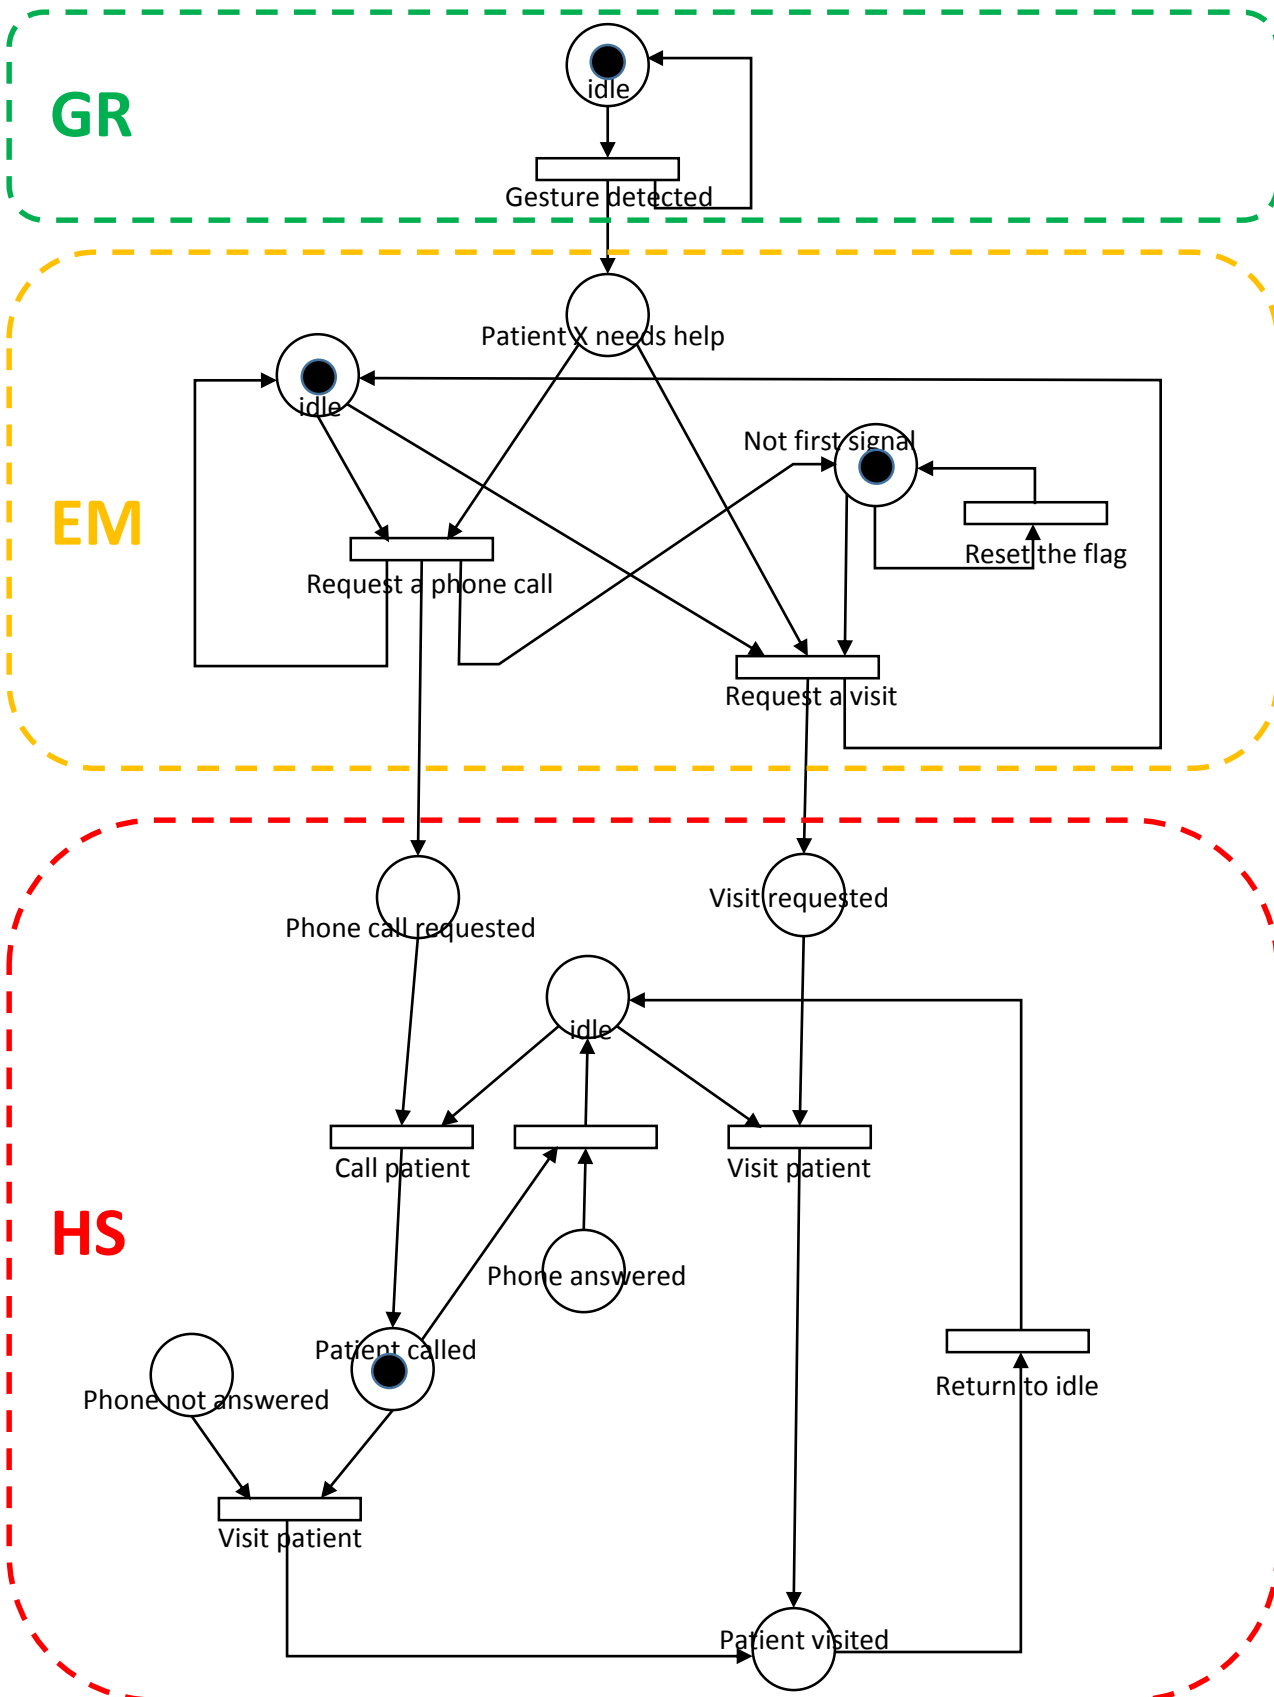 GR
idle
Gesture detected
EM
Patient X needs help
idle
Not first signal
Reset the flag
Request a phone call
Request a visit
HS
Phone call requested
Visit requested
idle
Call patient
Visit patient
Phone answered
Patient called
Phone not answered
Return to idle
Visit patient
Patient visited